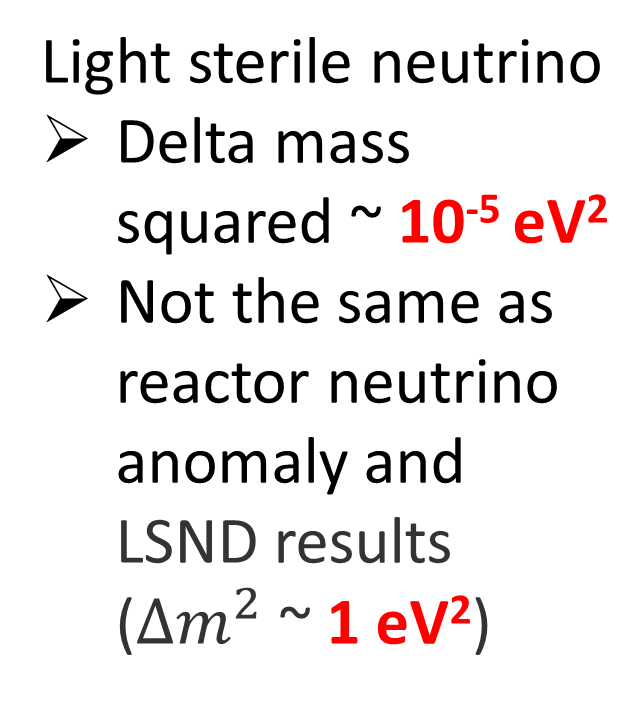 Light sterile neutrino
➢ Delta mass
squared ~ 10⁻⁵ eV²
➢ Not the same as
reactor neutrino
anomaly and
LSND results
(Δm² ~ 1 eV²)